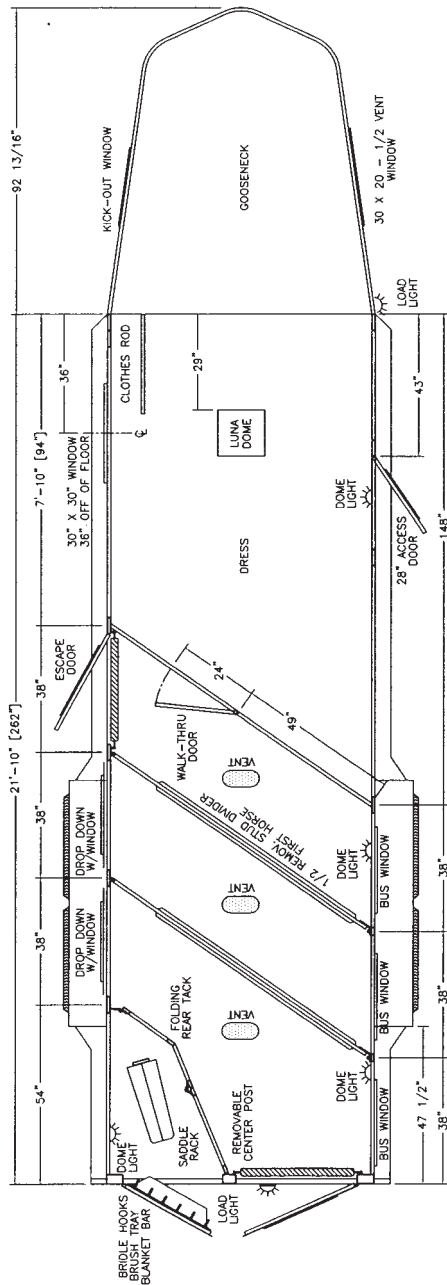 92 13/16"
21'-10" [262"]
7'-10" [94"]
38"
38"
38"
54"
36"
KICK-OUT WINDOW
GOOSENECK
30 X 20 - 1/2 VENT
WINDOW
LOAD
LIGHT
CLOTHES ROD
30" X 30" WINDOW
36" OFF OF FLOOR
℄
29"
LUNA
DOME
43"
DRESS
DOME
LIGHT
28" ACCESS
DOOR
148"
ESCAPE
DOOR
24"
49"
WALK-THRU
DOOR
VENT
1/2 REMOV. STUD DIVIDER
FIRST HORSE
DROP DOWN
W/WINDOW
DOME
LIGHT
BUS WINDOW
38"
VENT
DROP DOWN
W/WINDOW
BUS WINDOW
38"
FOLDING
REAR TACK
VENT
DOME
LIGHT
BUS WINDOW
47 1/2"
38"
SADDLE
RACK
REMOVABLE
CENTER POST
DOME
LIGHT
BRIDLE HOOKS
BRUSH TRAY
BLANKET BAR
LOAD
LIGHT